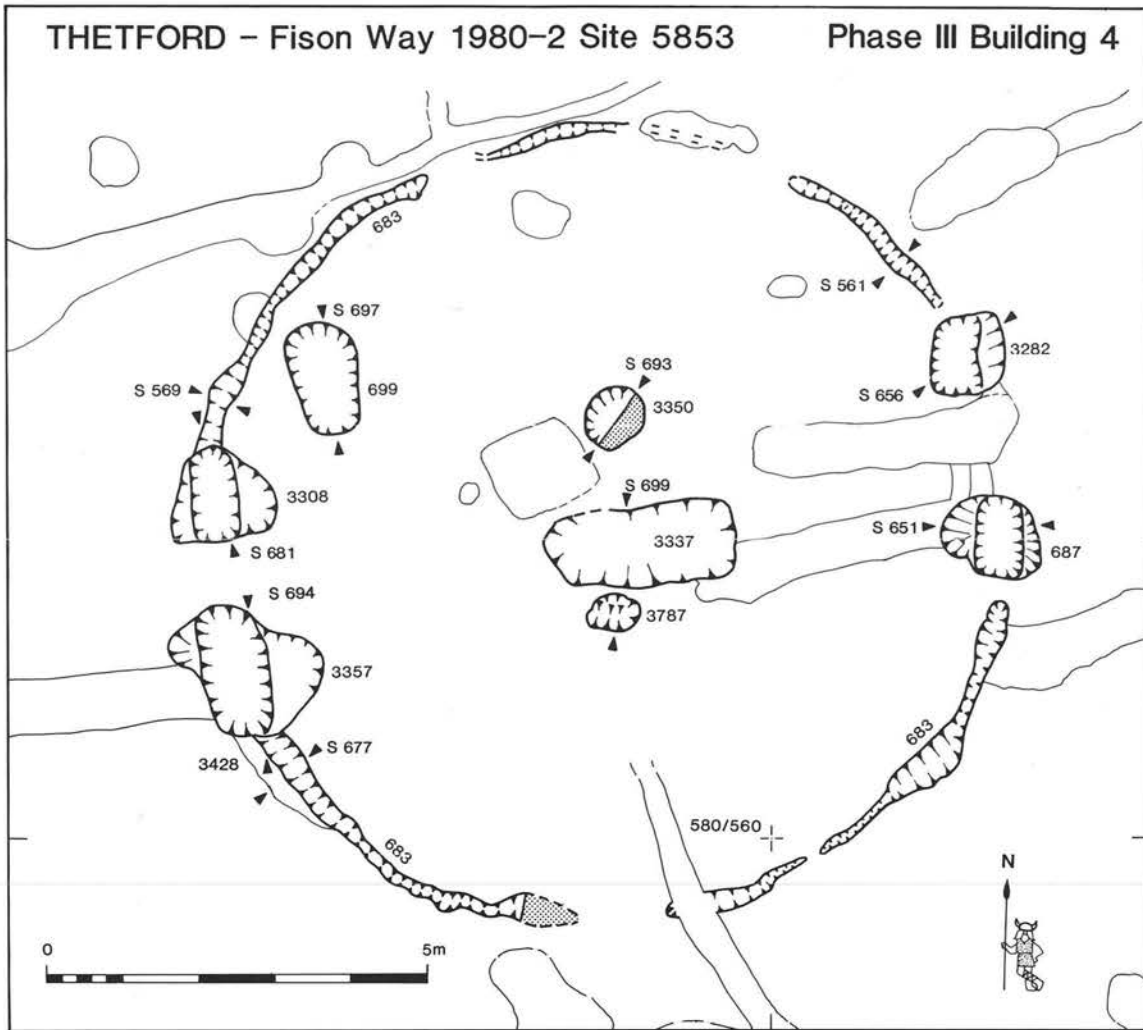 THETFORD – Fison Way 1980–2 Site 5853 Phase III Building 4
683
S 561
S 697
3282
S 569
699
S 693
3350
S 656
3308
S 699
S 681
3337
S 651
687
S 694
3787
3357
S 677
3428
683
580/560
683
N
0 5m